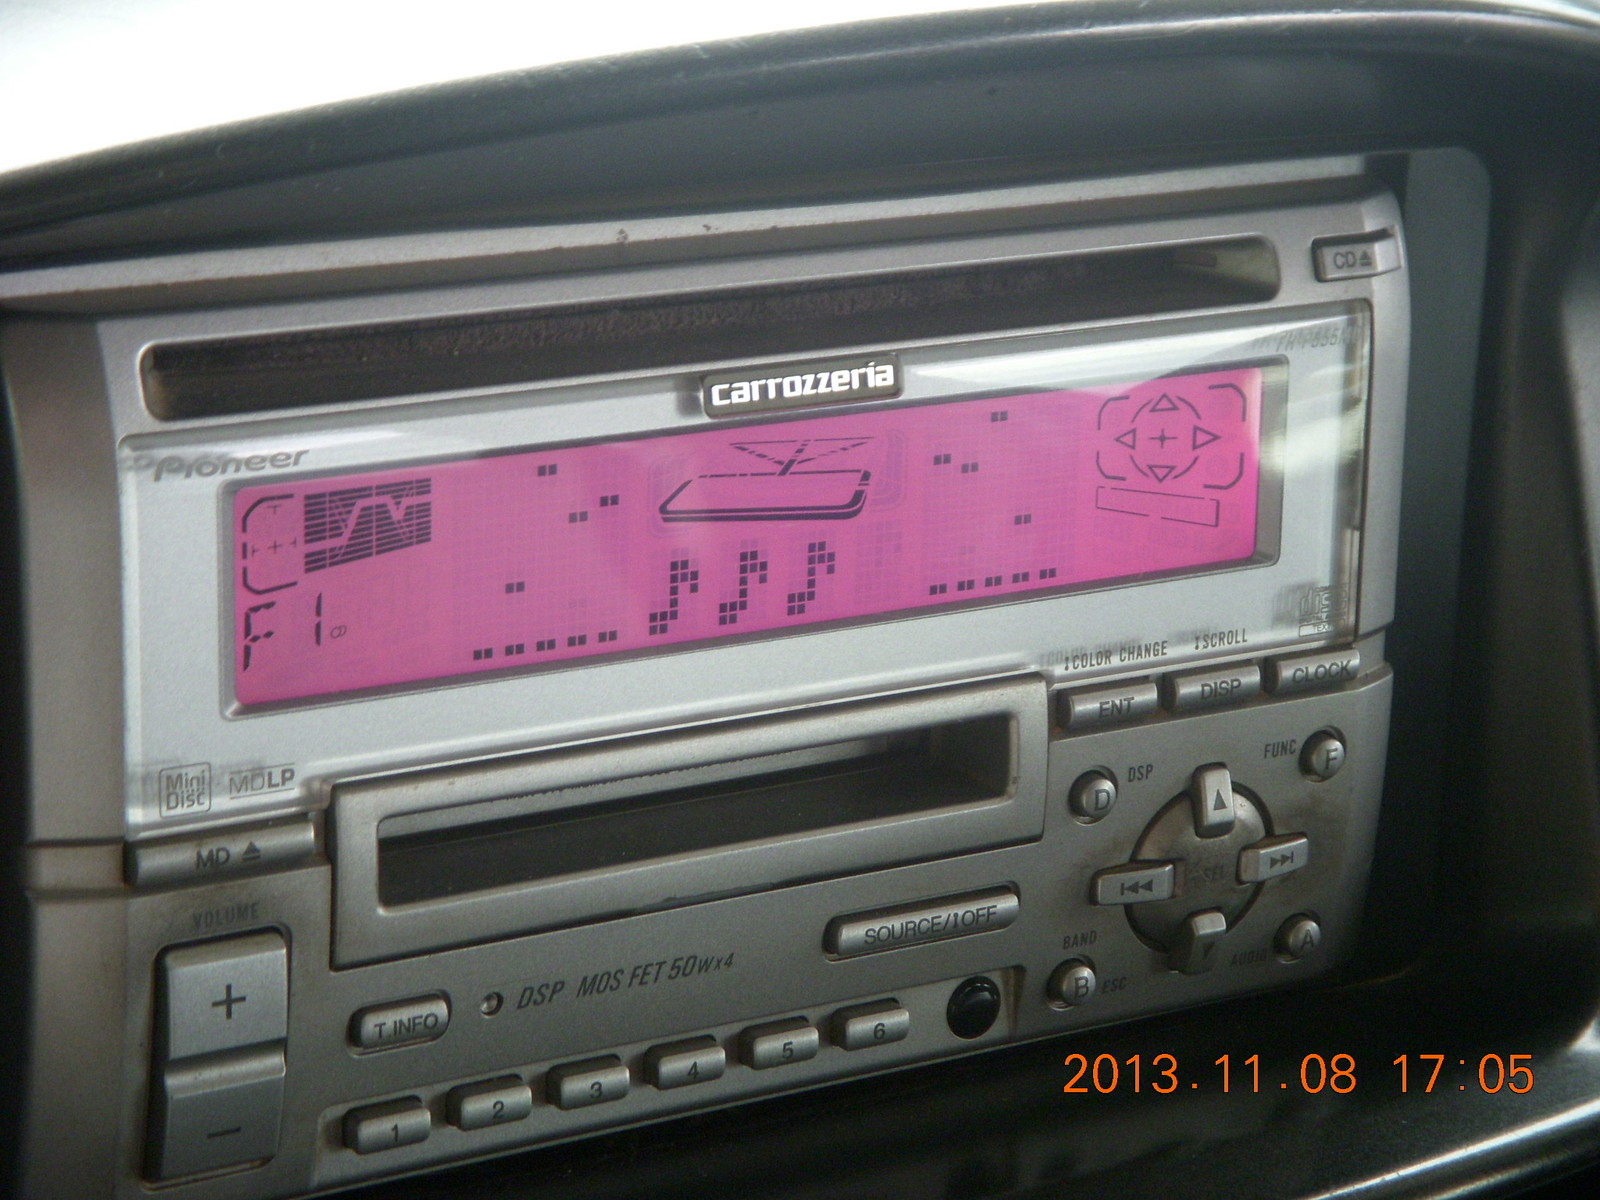 CD
carrozzeria
Pioneer
F 1
COLOR CHANGE
SCROLL
ENT
DISP
CLOCK
Mini
Disc
MDLP
MD
DSP
D
FUNC
F
VOLUME
+
−
SEL
SOURCE/OFF
BAND
B
ESC
AUDIO
A
DSP MOS FET 50W×4
T.INFO
1
2
3
4
5
6
2013.11.08 17:05